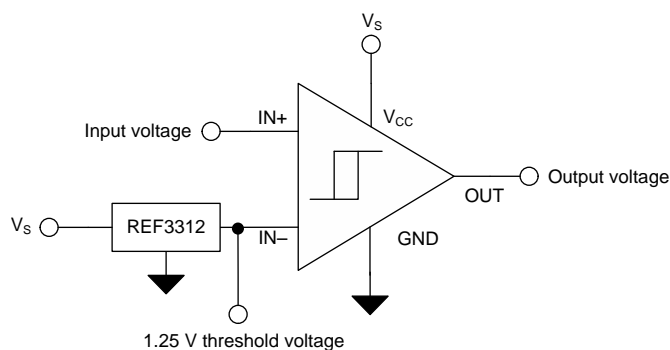 VS
VCC
IN+
Input voltage
OUT
Output voltage
VS
REF3312
IN–
GND
1.25 V threshold voltage